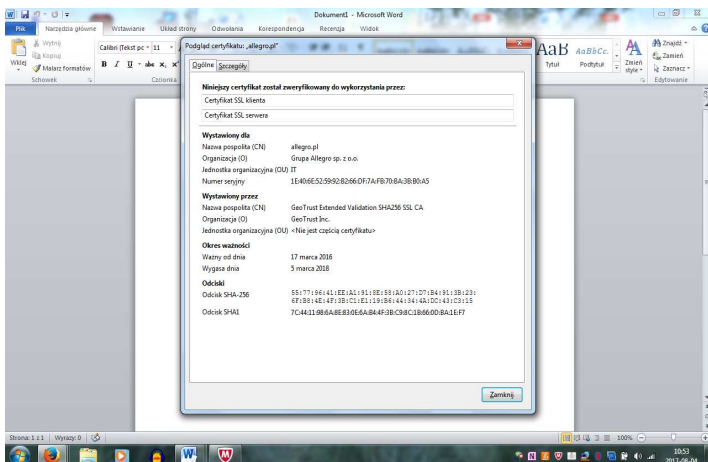 Dokument1 - Microsoft Word
Plik Narzędzia główne Wstawianie Układ strony Odwołania Korespondencja Recenzja Widok
Wklej
Wytnij
Kopiuj
Malarz formatów
Schowek
Calibri (Tekst pc 11
B I U abc x, x
Czcionka
AaB AaBbCc.
Tytuł Podtytuł
Zmień style
Znajdź
Zamień
Zaznacz
Edytowanie
Podgląd certyfikatu: „allegro.pl"
Ogólne Szczegóły
Niniejszy certyfikat został zweryfikowany do wykorzystania przez:
Certyfikat SSL klienta
Certyfikat SSL serwera
Wystawiony dla
Nazwa pospolita (CN) allegro.pl
Organizacja (O) Grupa Allegro sp. z o.o.
Jednostka organizacyjna (OU) IT
Numer seryjny 1E:40:6E:52:59:92:B2:66:DF:7A:FB:70:BA:3B:B0:A5
Wystawiony przez
Nazwa pospolita (CN) GeoTrust Extended Validation SHA256 SSL CA
Organizacja (O) GeoTrust Inc.
Jednostka organizacyjna (OU) <Nie jest częścią certyfikatu>
Okres ważności
Ważny od dnia 17 marca 2016
Wygasa dnia 5 marca 2018
Odciski
Odcisk SHA-256 55:77:96:41:EE:A1:91:8E:58:A0:27:D7:B4:91:3B:23:
6F:B8:4E:4F:3B:C1:E1:19:B6:44:34:4A:DC:43:C3:15
Odcisk SHA1 7C:44:11:98:6A:8E:83:0E:6A:B4:4F:3B:C9:8C:1B:66:0D:BA:1E:F7
Zamknij
Strona: 1 z 1 Wyrazy: 0
100%
10:53
2017-08-04